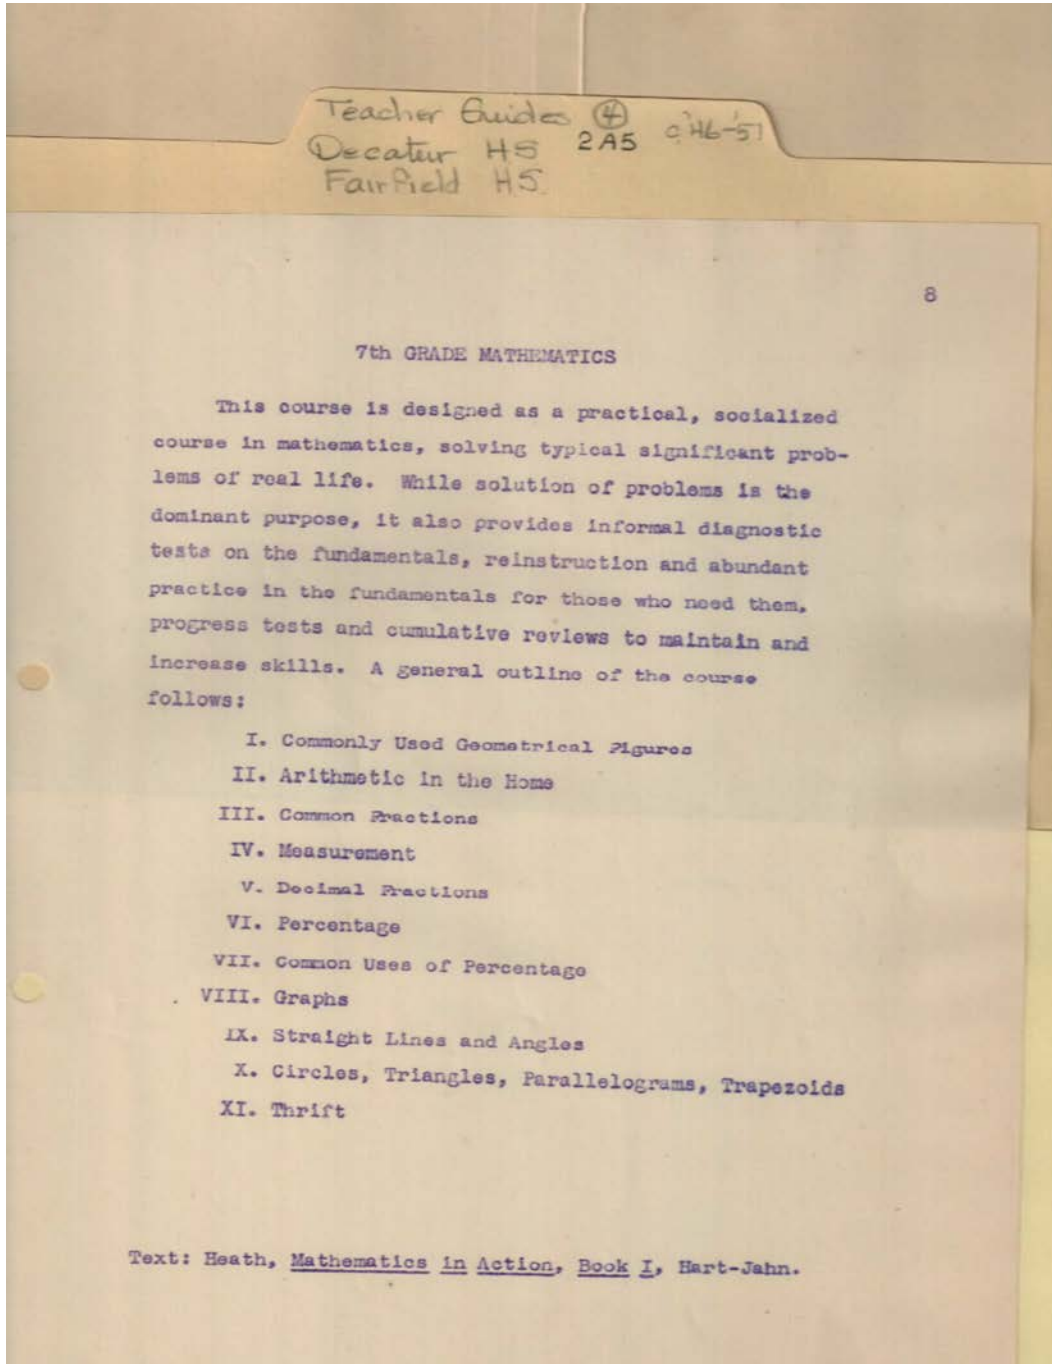 Teacher Guides ④ c'46-'51
Decatur HS 2A5
Fairfield H.S.
8
7th GRADE MATHEMATICS
This course is designed as a practical, socialized
course in mathematics, solving typical significant prob-
lems of real life. While solution of problems is the
dominant purpose, it also provides informal diagnostic
tests on the fundamentals, reinstruction and abundant
practice in the fundamentals for those who need them,
progress tests and cumulative reviews to maintain and
increase skills. A general outline of the course
follows:
I. Commonly Used Geometrical Figures
II. Arithmetic in the Home
III. Common Fractions
IV. Measurement
V. Decimal Fractions
VI. Percentage
VII. Common Uses of Percentage
VIII. Graphs
IX. Straight Lines and Angles
X. Circles, Triangles, Parallelograms, Trapezoids
XI. Thrift
Text: Heath, Mathematics in Action, Book I, Hart-Jahn.